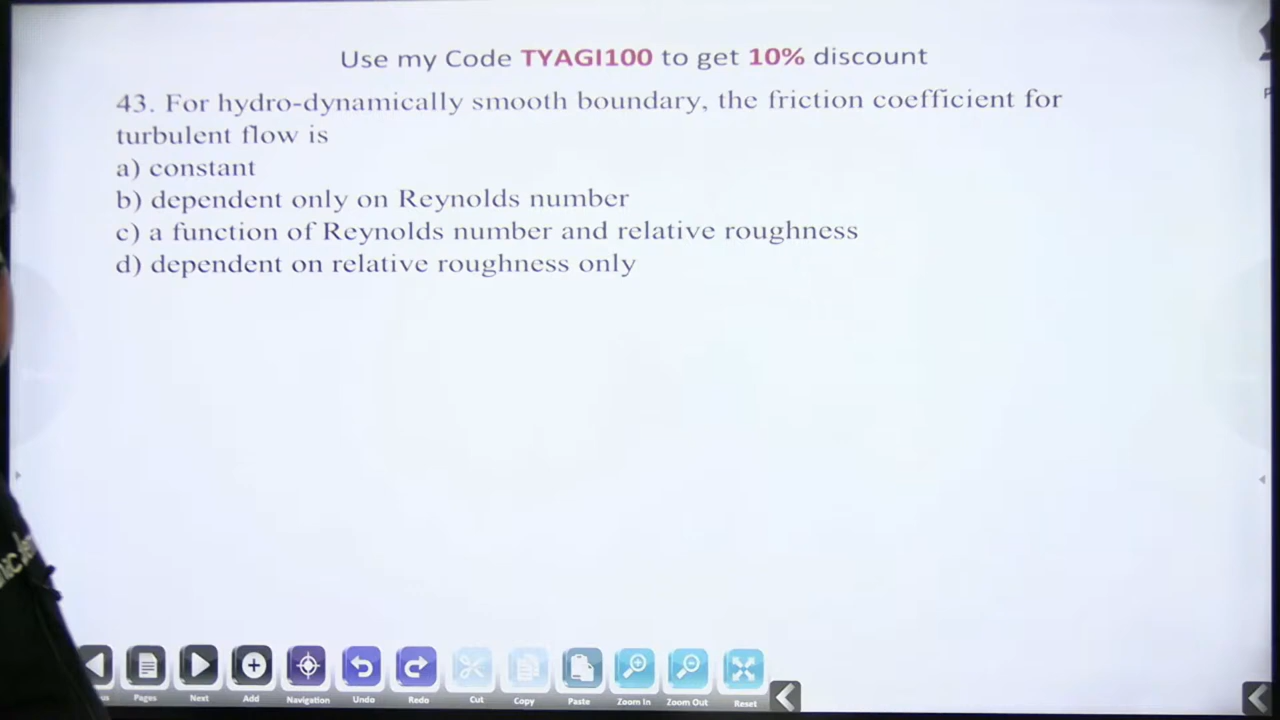 Use my Code TYAGI100 to get 10% discount
43. For hydro-dynamically smooth boundary, the friction coefficient for
turbulent flow is
a) constant
b) dependent only on Reynolds number
c) a function of Reynolds number and relative roughness
d) dependent on relative roughness only
Pages Next Add Navigation Undo Redo Cut Copy Paste Zoom In Zoom Out Reset